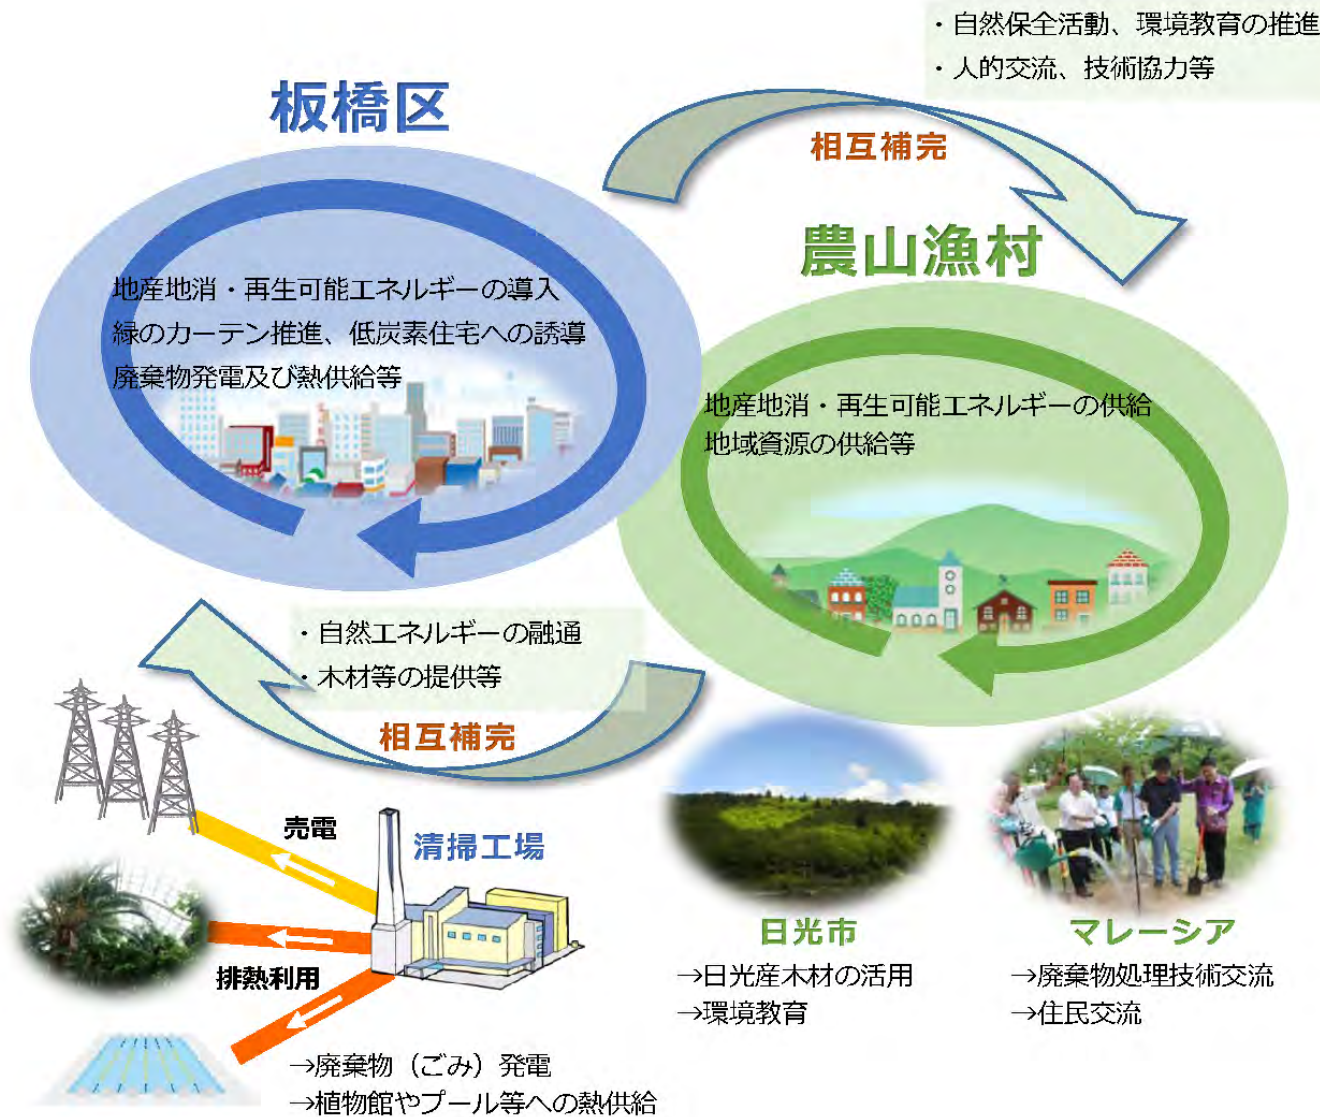 ・自然保全活動、環境教育の推進
・人的交流、技術協力等
板橋区
相互補完
農山漁村
地産地消・再生可能エネルギーの導入
緑のカーテン推進、低炭素住宅への誘導
廃棄物発電及び熱供給等
地産地消・再生可能エネルギーの供給
地域資源の供給等
・自然エネルギーの融通
・木材等の提供等
相互補完
売電
清掃工場
排熱利用
→廃棄物（ごみ）発電
→植物館やプール等への熱供給
日光市
→日光産木材の活用
→環境教育
マレーシア
→廃棄物処理技術交流
→住民交流